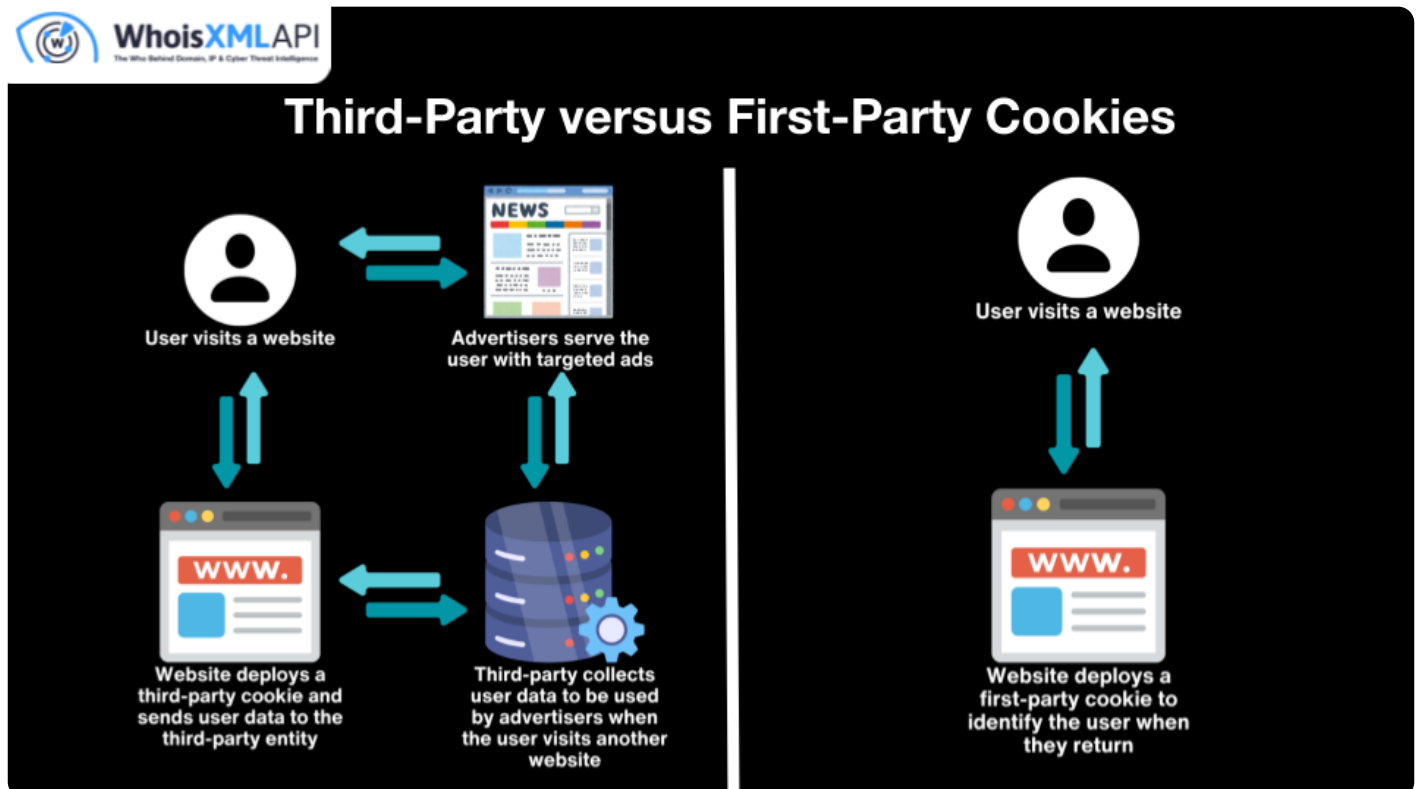 WhoisXMLAPI
The Who Behind Domain, IP & Cyber Threat Intelligence
Third-Party versus First-Party Cookies
User visits a website
NEWS
Advertisers serve the
user with targeted ads
www.
Website deploys a
third-party cookie and
sends user data to the
third-party entity
Third-party collects
user data to be used
by advertisers when
the user visits another
website
User visits a website
www.
Website deploys a
first-party cookie to
identify the user when
they return